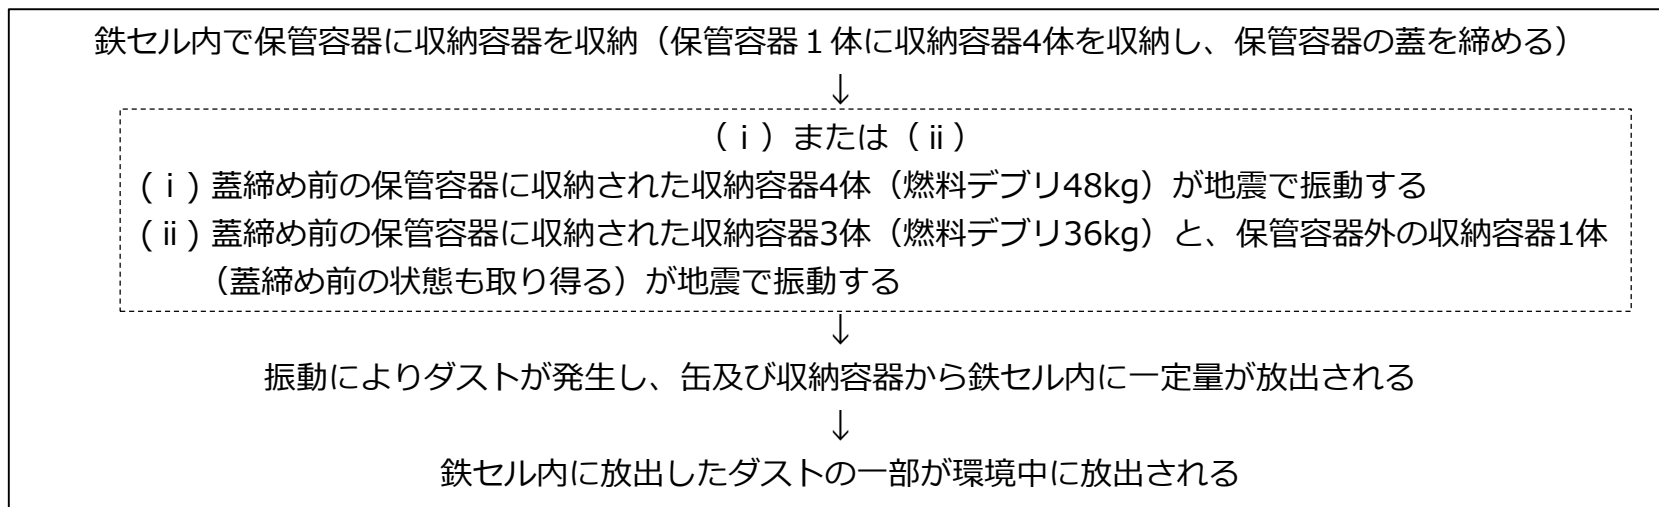 鉄セル内で保管容器に収納容器を収納（保管容器１体に収納容器4体を収納し、保管容器の蓋を締める）
↓
（ⅰ）または（ⅱ）
(ⅰ) 蓋締め前の保管容器に収納された収納容器4体（燃料デブリ48kg）が地震で振動する
(ⅱ) 蓋締め前の保管容器に収納された収納容器3体（燃料デブリ36kg）と、保管容器外の収納容器1体
（蓋締め前の状態も取り得る）が地震で振動する
↓
振動によりダストが発生し、缶及び収納容器から鉄セル内に一定量が放出される
↓
鉄セル内に放出したダストの一部が環境中に放出される